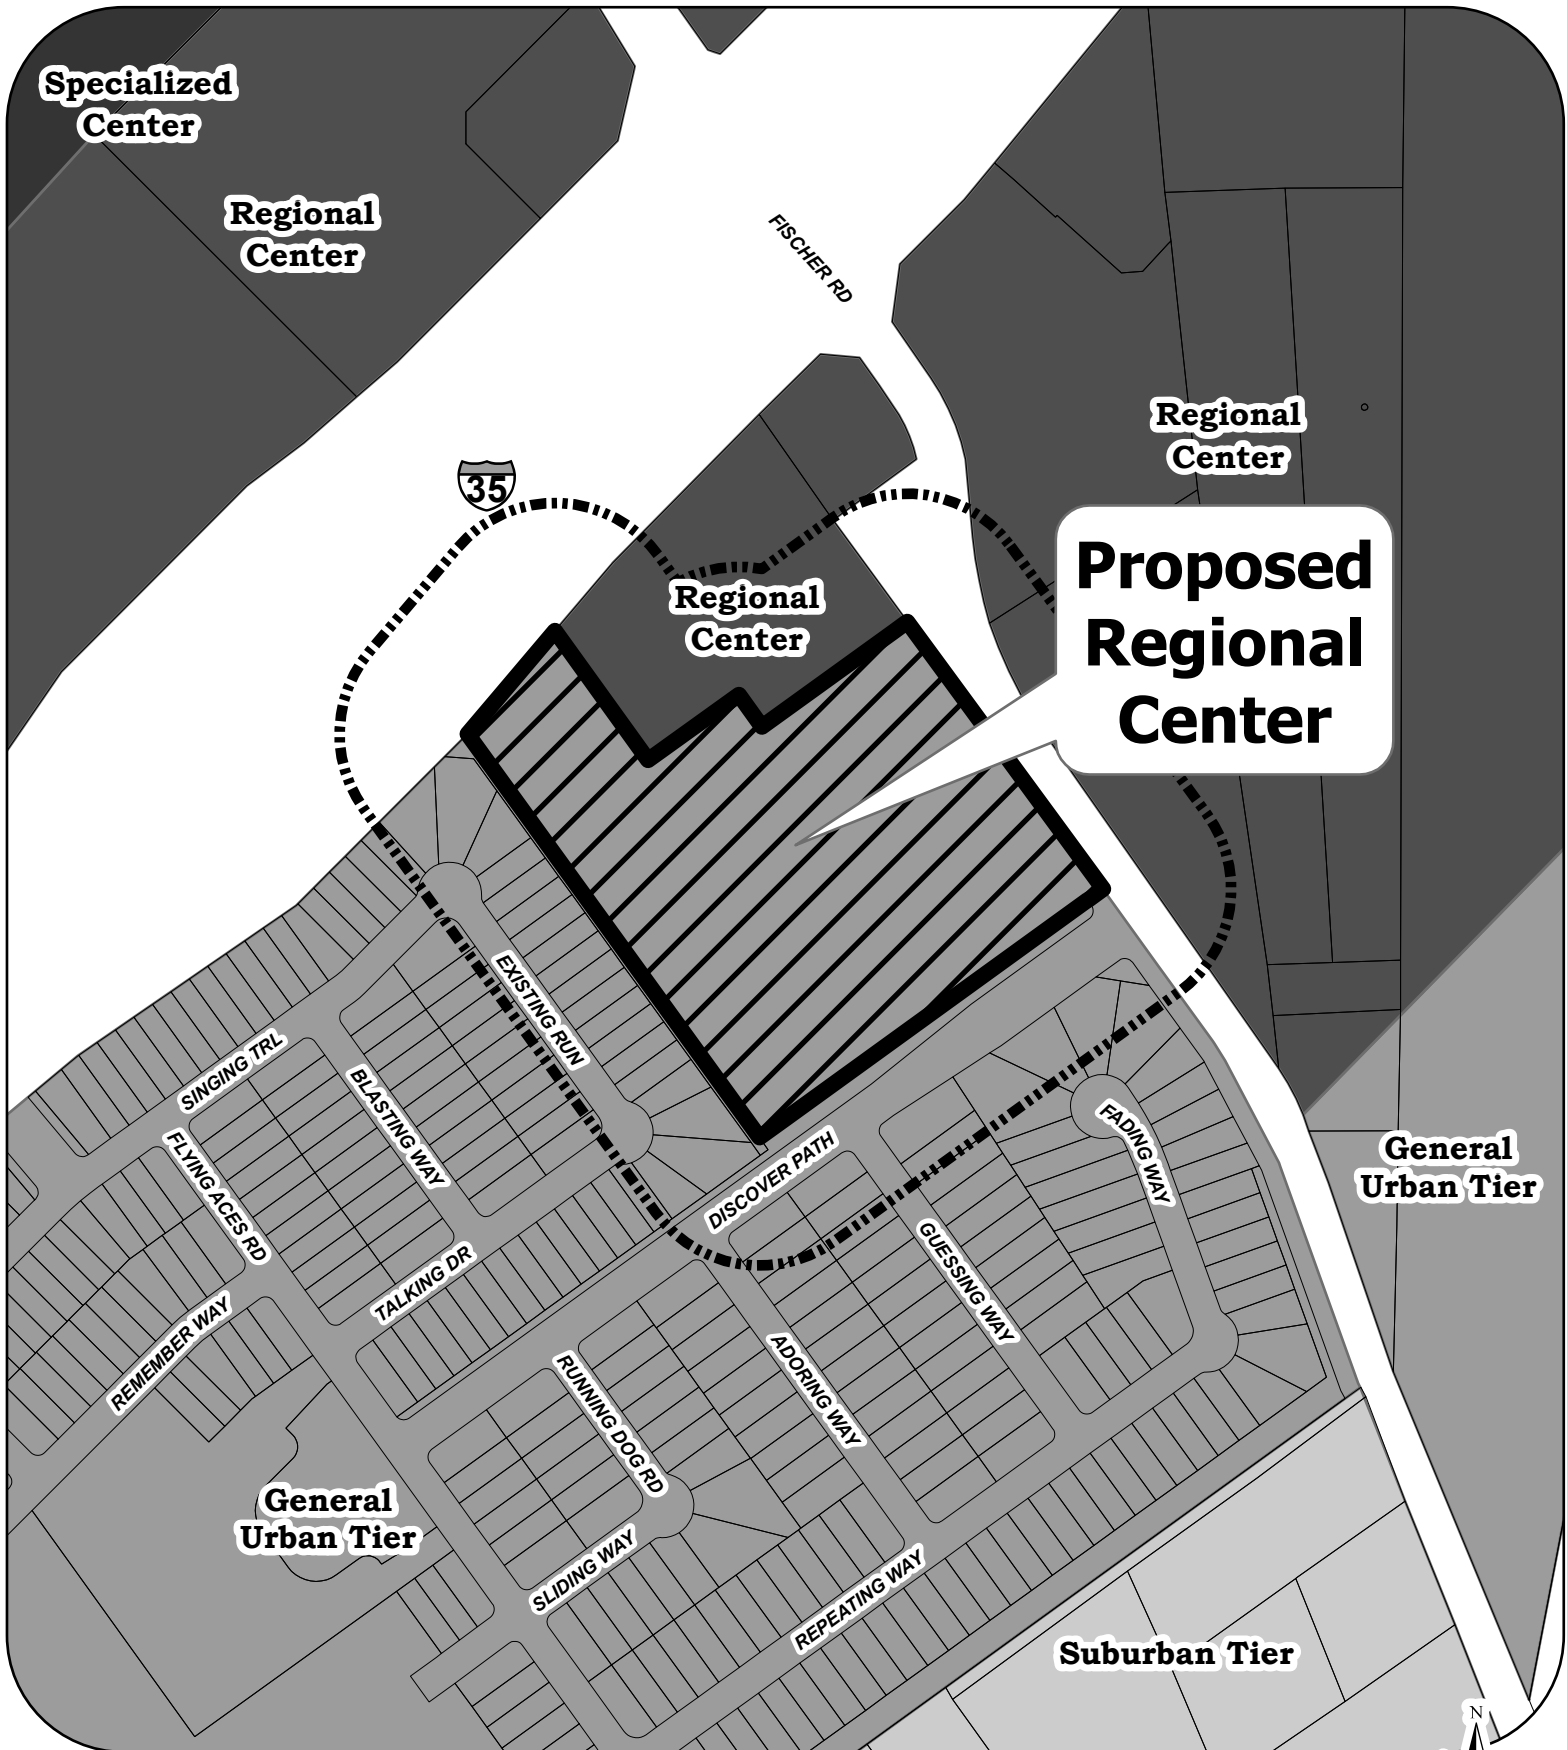 Specialized
Center
Regional
Center
FISCHER RD
Regional
Center
35
Proposed
Regional
Center
Regional
Center
EXISTING RUN
SINGING TRL
BLASTING WAY
FLYING ACES RD
DISCOVER PATH
FADING WAY
General
Urban Tier
TALKING DR
GUESSING WAY
REMEMBER WAY
ADORING WAY
RUNNING DOG RD
General
Urban Tier
SLIDING WAY
REPEATING WAY
Suburban Tier
N